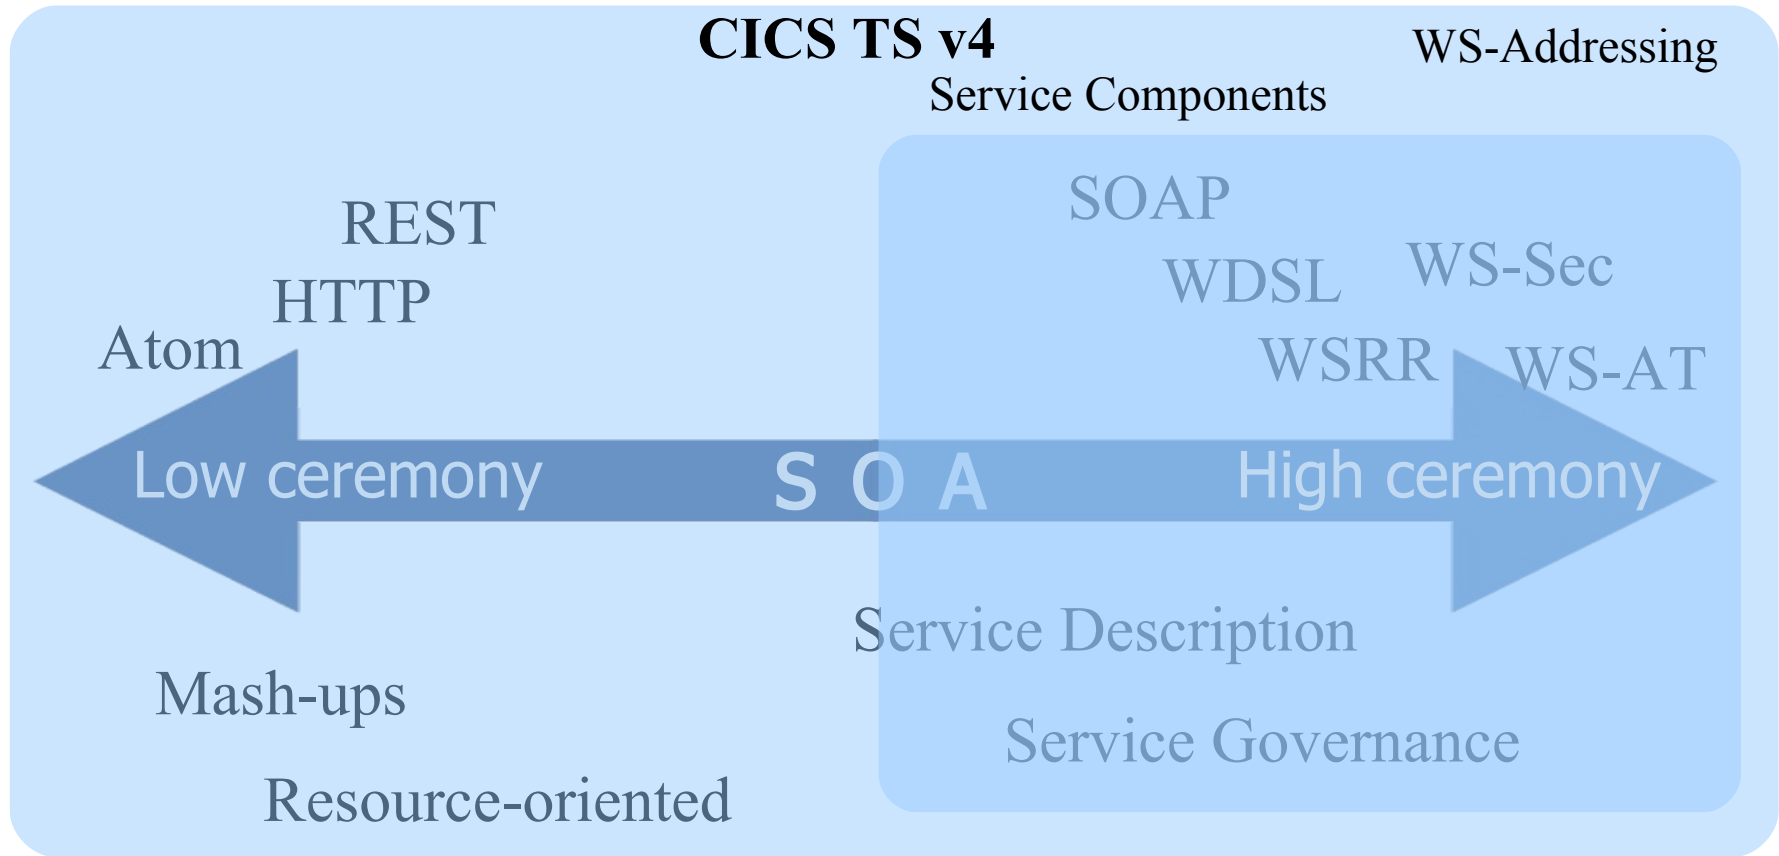 CICS TS v4
WS-Addressing
Service Components
SOAP
REST
WDSL
WS-Sec
HTTP
Atom
WSRR
WS-AT
Low ceremony
S O A
High ceremony
Service Description
Mash-ups
Service Governance
Resource-oriented